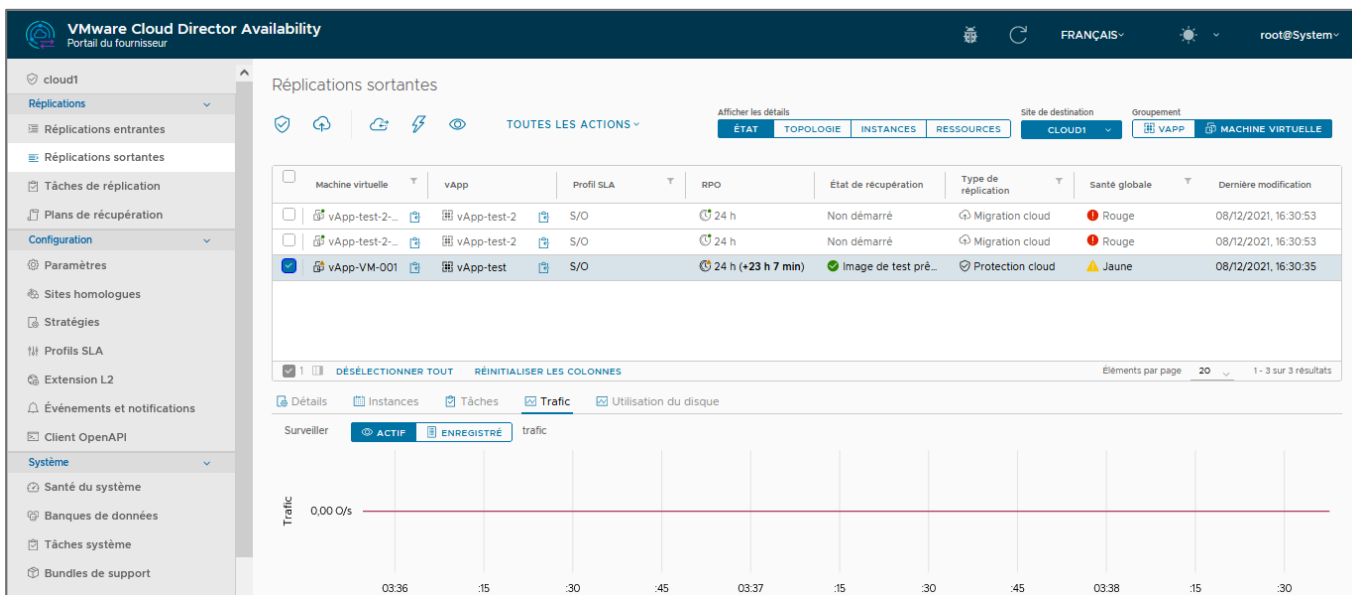 VMware Cloud Director Availability
Portail du fournisseur
FRANÇAIS
root@System
cloud1
Réplications
Réplications entrantes
Réplications sortantes
Tâches de réplication
Plans de récupération
Configuration
Paramètres
Sites homologues
Stratégies
Profils SLA
Extension L2
Événements et notifications
Client OpenAPI
Système
Santé du système
Banques de données
Tâches système
Bundles de support
Réplications sortantes
TOUTES LES ACTIONS
Afficher les détails
ÉTAT TOPOLOGIE INSTANCES RESSOURCES
Site de destination
CLOUD1
Groupement
VAPP MACHINE VIRTUELLE
Machine virtuelle vApp Profil SLA RPO État de récupération Type de réplication Santé globale Dernière modification
vApp-test-2-... vApp-test-2 S/O 24 h Non démarré Migration cloud Rouge 08/12/2021, 16:30:53
vApp-test-2-... vApp-test-2 S/O 24 h Non démarré Migration cloud Rouge 08/12/2021, 16:30:53
vApp-VM-001 vApp-test S/O 24 h (+23 h 7 min) Image de test prê... Protection cloud Jaune 08/12/2021, 16:30:35
1 DÉSÉLECTIONNER TOUT RÉINITIALISER LES COLONNES Éléments par page 20 1 - 3 sur 3 résultats
Détails Instances Tâches Trafic Utilisation du disque
Surveiller ACTIF ENREGISTRÉ trafic
Trafic
0,00 O/s
03:36 :15 :30 :45 03:37 :15 :30 :45 03:38 :15 :30